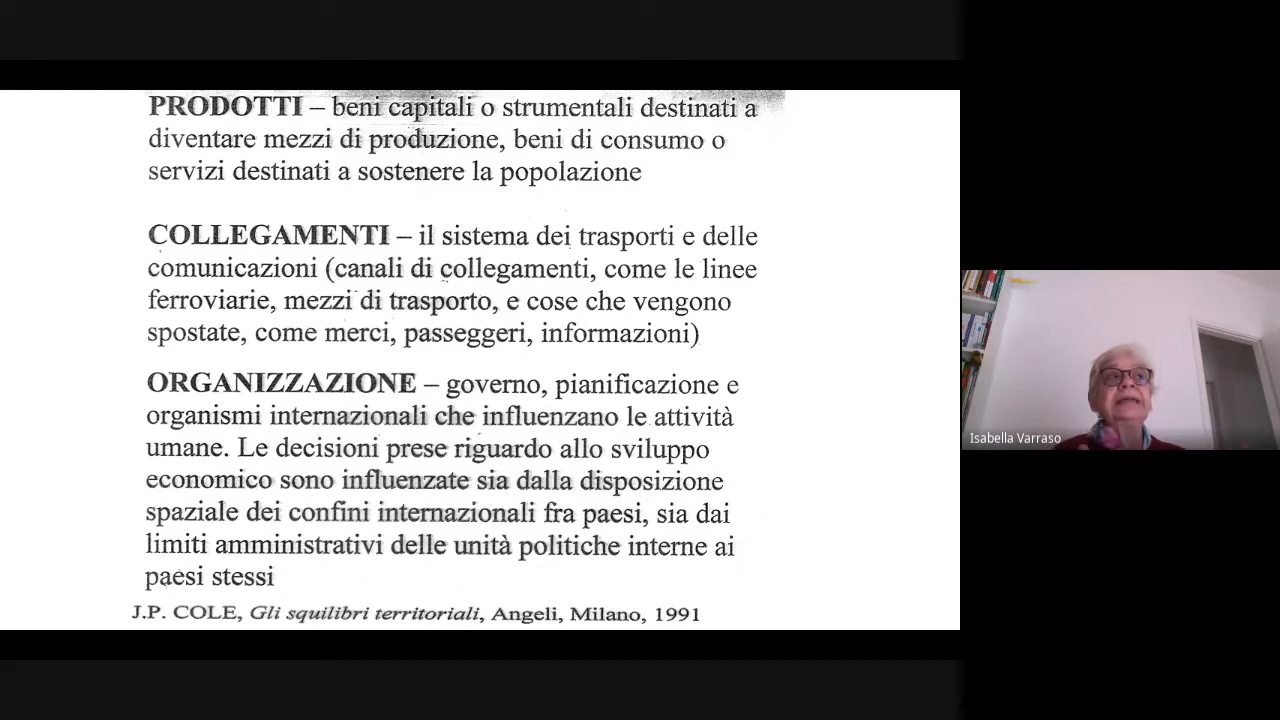 PRODOTTI – beni capitali o strumentali destinati a
diventare mezzi di produzione, beni di consumo o
servizi destinati a sostenere la popolazione
COLLEGAMENTI – il sistema dei trasporti e delle
comunicazioni (canali di collegamenti, come le linee
ferroviarie, mezzi di trasporto, e cose che vengono
spostate, come merci, passeggeri, informazioni)
ORGANIZZAZIONE – governo, pianificazione e
organismi internazionali che influenzano le attività
umane. Le decisioni prese riguardo allo sviluppo
economico sono influenzate sia dalla disposizione
spaziale dei confini internazionali fra paesi, sia dai
limiti amministrativi delle unità politiche interne ai
paesi stessi
J.P. COLE, Gli squilibri territoriali, Angeli, Milano, 1991
Isabella Varraso